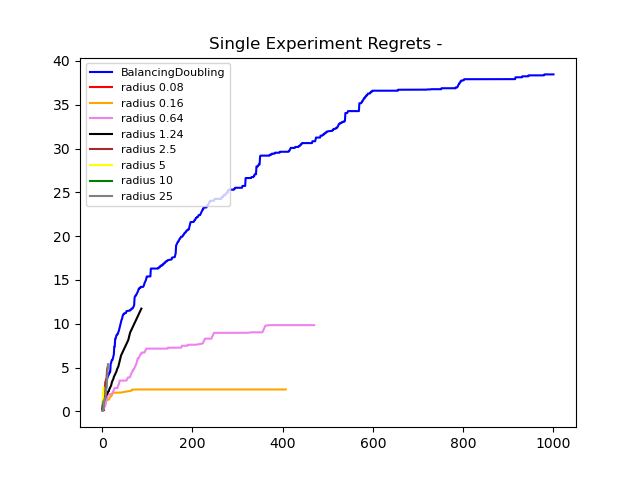 Single Experiment Regrets -
BalancingDoubling
radius 0.08
radius 0.16
radius 0.64
radius 1.24
radius 2.5
radius 5
radius 10
radius 25
40
35
30
25
20
15
10
5
0
0 200 400 600 800 1000